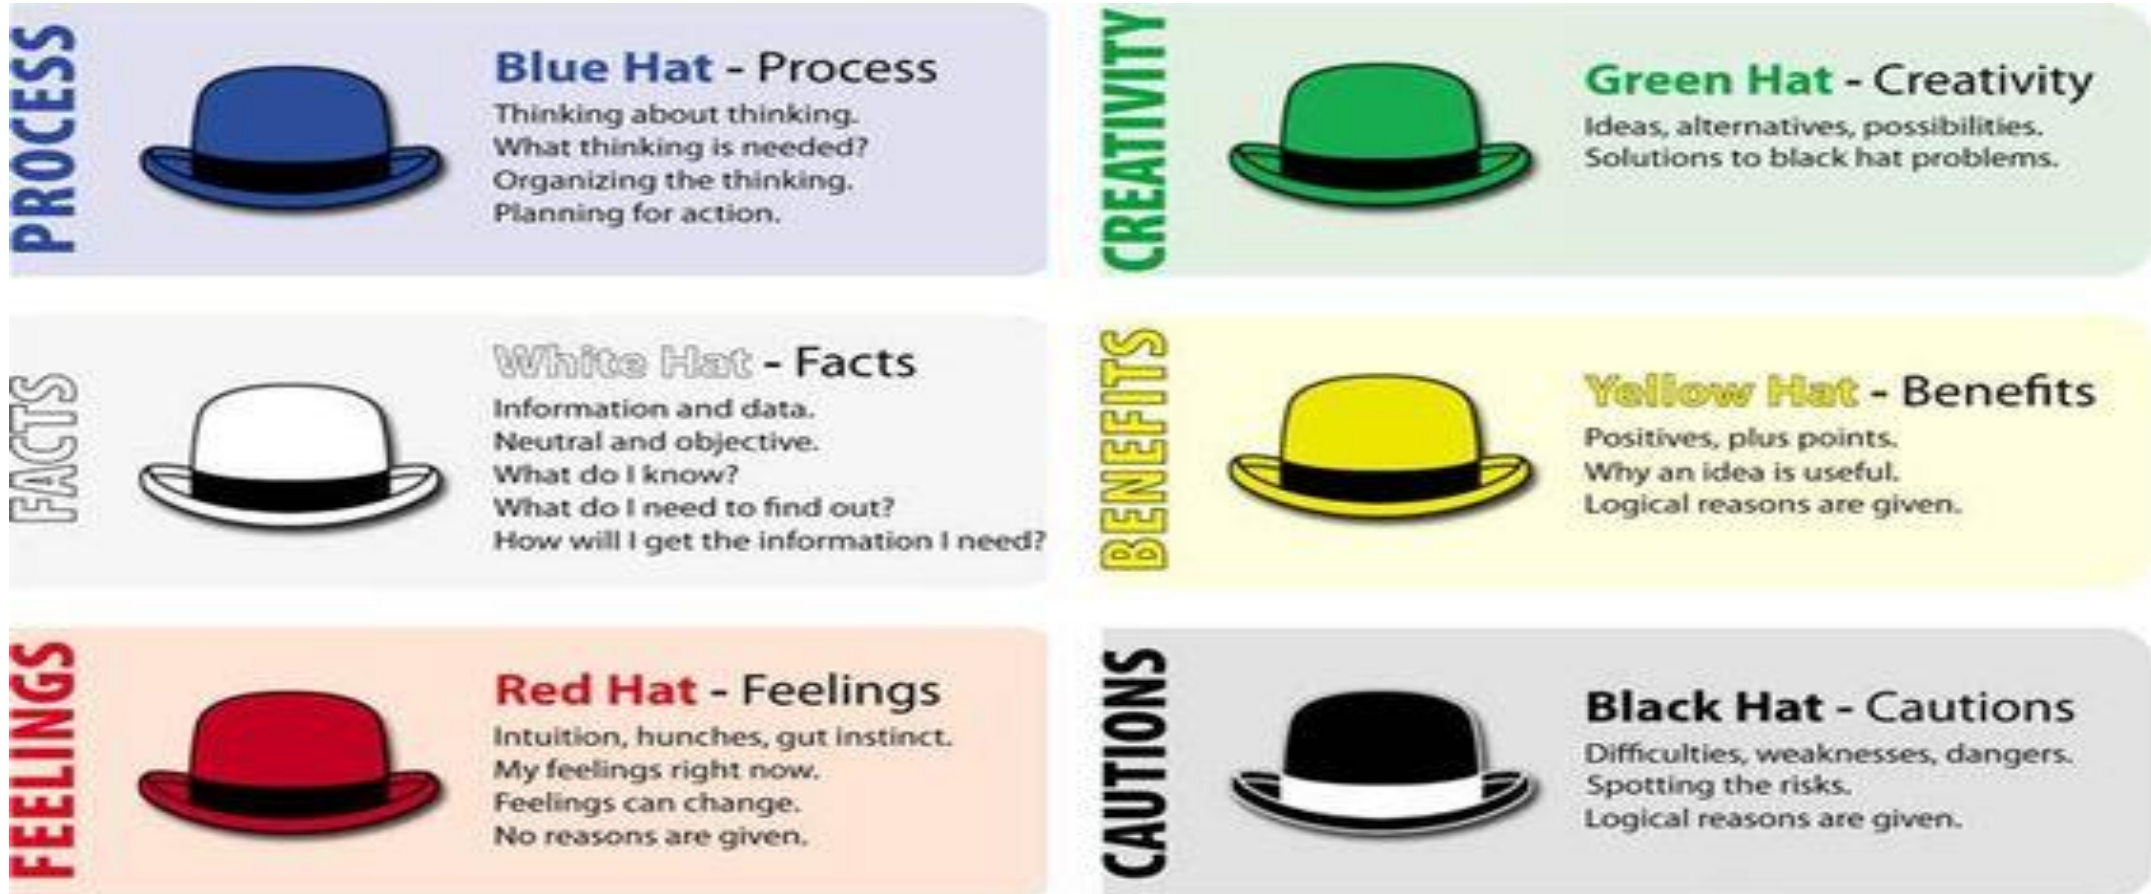 PROCESS
Blue Hat - Process
Thinking about thinking.
What thinking is needed?
Organizing the thinking.
Planning for action.
CREATIVITY
Green Hat - Creativity
Ideas, alternatives, possibilities.
Solutions to black hat problems.
FACTS
White Hat - Facts
Information and data.
Neutral and objective.
What do I know?
What do I need to find out?
How will I get the information I need?
BENEFITS
Yellow Hat - Benefits
Positives, plus points.
Why an idea is useful.
Logical reasons are given.
FEELINGS
Red Hat - Feelings
Intuition, hunches, gut instinct.
My feelings right now.
Feelings can change.
No reasons are given.
CAUTIONS
Black Hat - Cautions
Difficulties, weaknesses, dangers.
Spotting the risks.
Logical reasons are given.